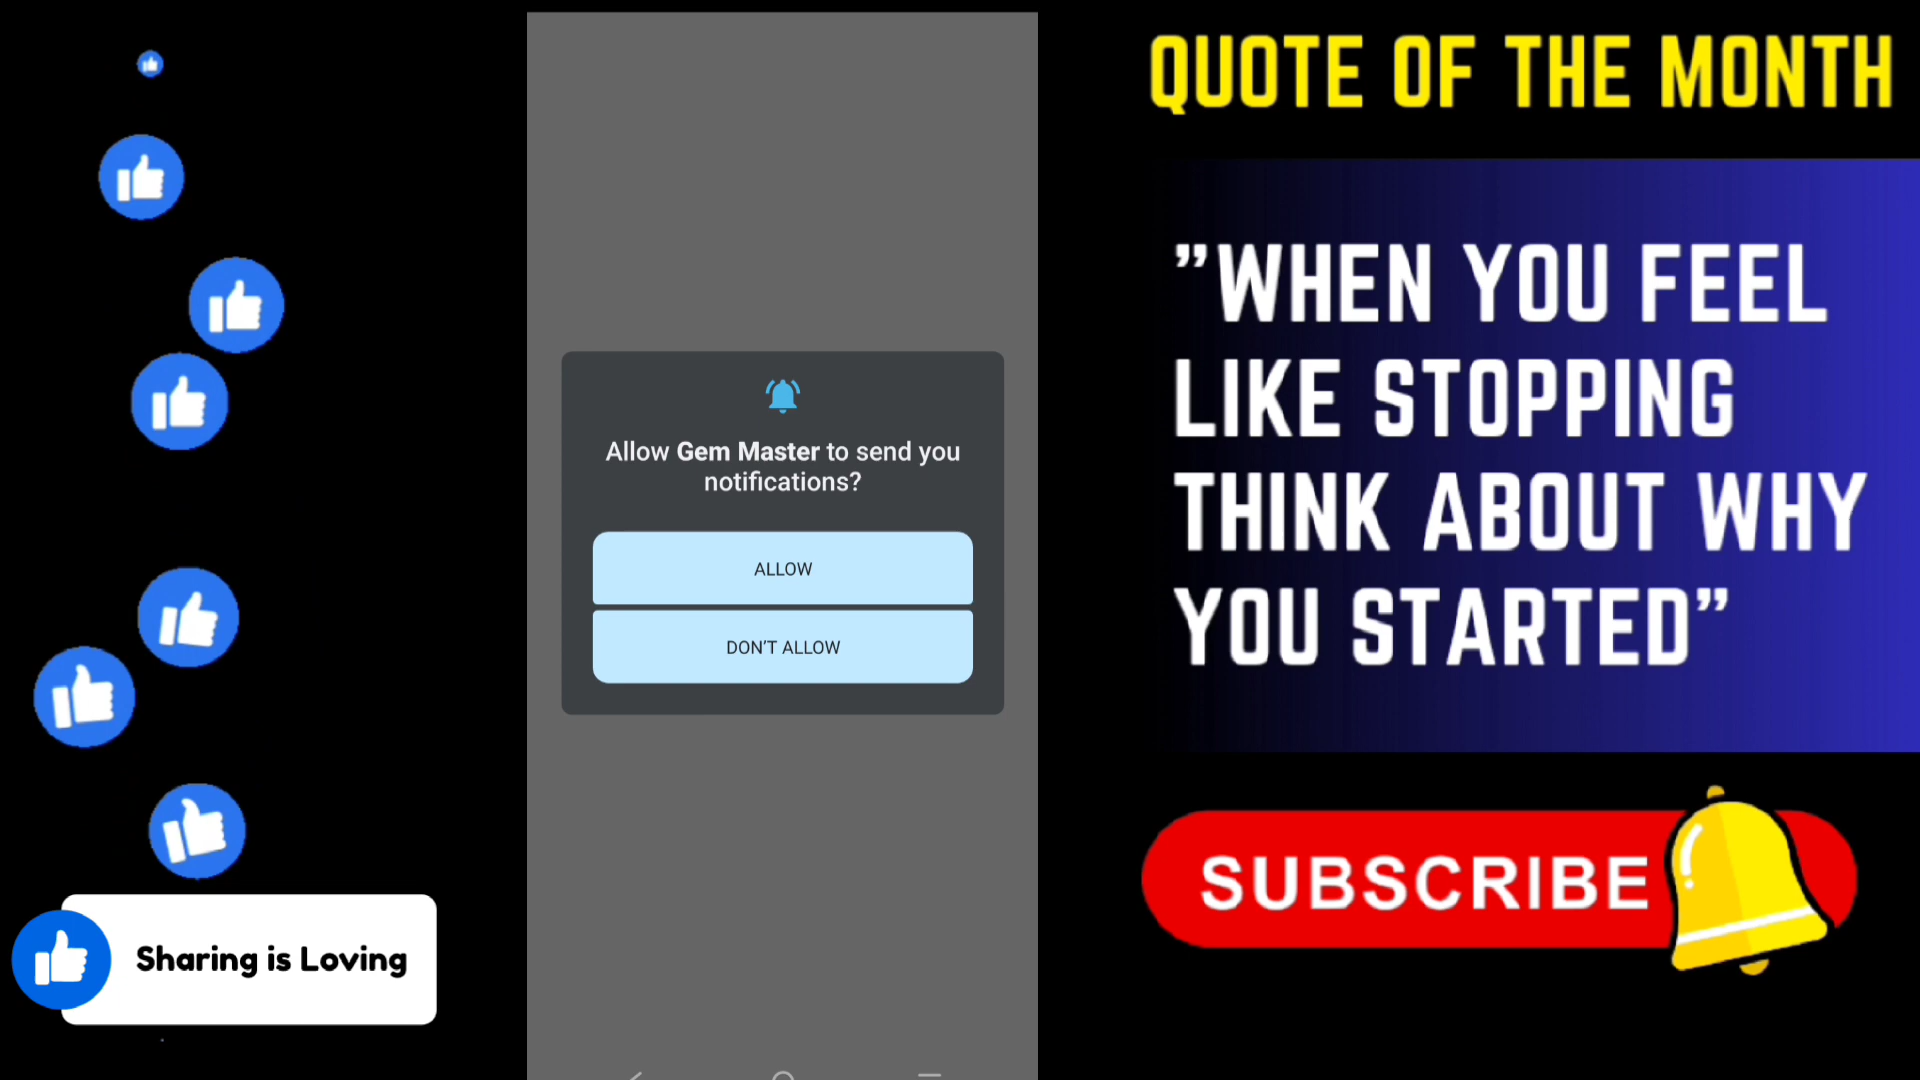 Allow Gem Master to send you
notifications?
ALLOW
DON'T ALLOW
QUOTE OF THE MONTH
"WHEN YOU FEEL
LIKE STOPPING
THINK ABOUT WHY
YOU STARTED"
SUBSCRIBE
Sharing is Loving